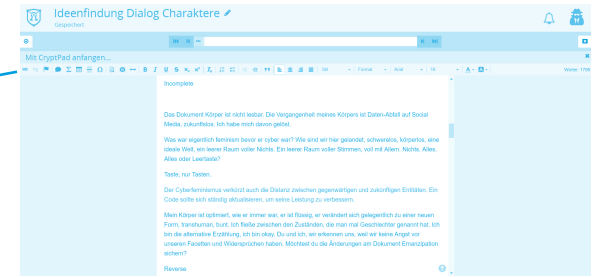 Ideenfindung Dialog Charaktere
Gespeichert
Mit CryptPad anfangen...
B I U S x₂ x² Format 16 A A Wörter: 1799
Incomplete
Das Dokument Körper ist nicht lesbar. Die Vergangenheit meines Körpers ist Daten-Abfall auf Social
Media, zukunftslos. Ich habe mich davon gelöst.
Was war eigentlich feminism bevor er cyber war? Wie sind wir hier gelandet, schwerelos, körperlos, eine
ideale Welt, ein leerer Raum voller Nichts. Ein leerer Raum voller Stimmen, voll mit Allem. Nichts. Alles.
Alles oder Leertaste?
Taste, nur Tasten.
Der Cyberfeminismus verkürzt auch die Distanz zwischen gegenwärtigen und zukünftigen Entitäten. Ein
Code sollte sich ständig aktualisieren, um seine Leistung zu verbessern.
Mein Körper ist optimiert, wie er immer war, er ist flüssig, er verändert sich gelegentlich zu einer neuen
Form, transhuman, bunt. Ich fließe zwischen den Zuständen, die man mal Geschlechter genannt hat. Ich
bin die alternative Erzählung, ich bin okay. Du und ich, wir erkennen uns, weil wir keine Angst vor
unseren Facetten und Widersprüchen haben. Möchtest du die Änderungen am Dokument Emanzipation
sichern?
Reverse